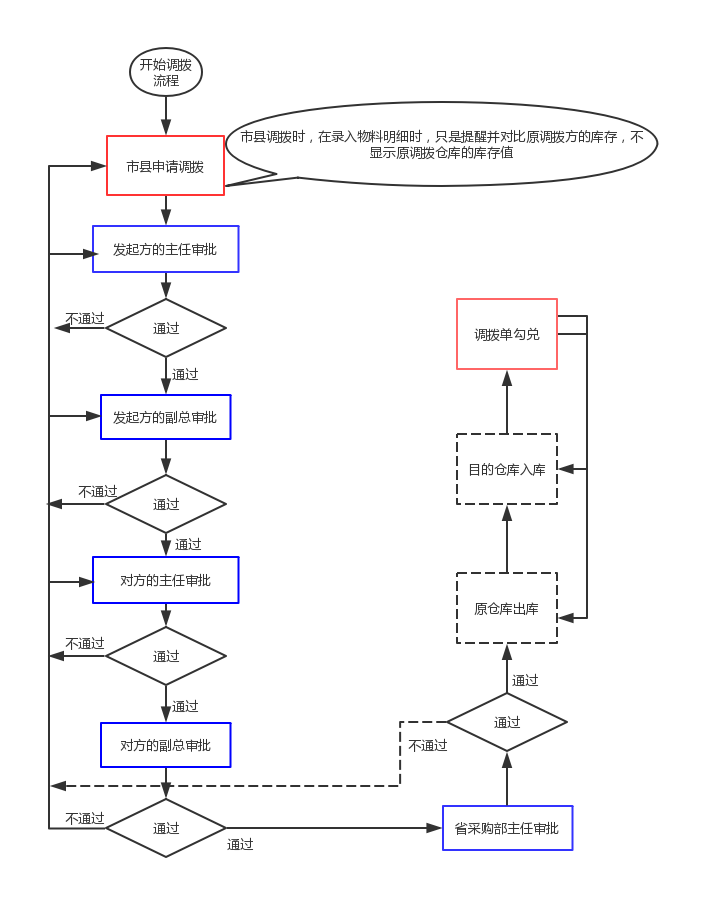 开始调拨
流程
市县调拨时，在录入物料明细时，只是提醒并对比原调拨方的库存，不
显示原调拨仓库的库存值
市县申请调拨
发起方的主任审批
不通过
通过
通过
发起方的副总审批
不通过
通过
通过
对方的主任审批
不通过
通过
通过
对方的副总审批
不通过
通过
通过
省采购部主任审批
不通过
通过
通过
原仓库出库
目的仓库入库
调拨单勾兑